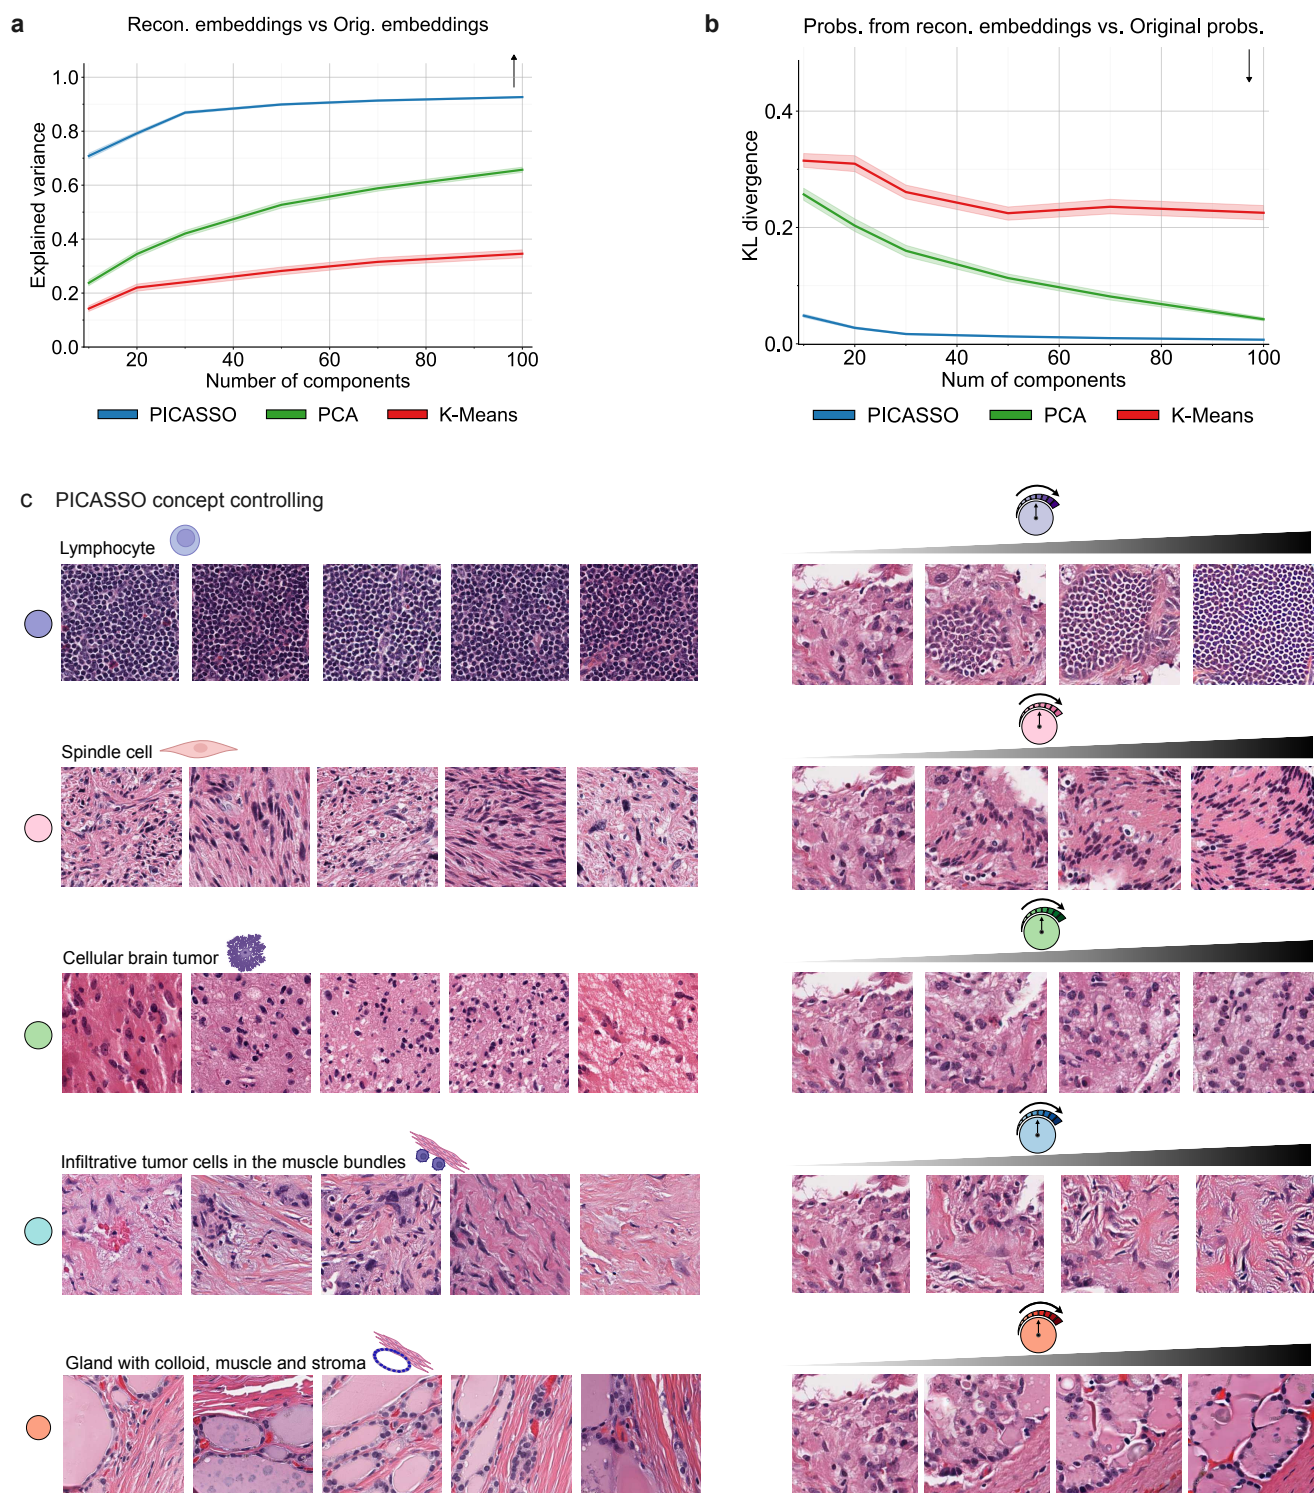 a
Recon. embeddings vs Orig. embeddings
1.0
0.8
0.6
0.4
0.2
0.0
Explained variance
20 40 60 80 100
Number of components
PICASSO PCA K-Means
b
Probs. from recon. embeddings vs. Original probs.
0.4
0.2
0.0
KL divergence
20 40 60 80 100
Num of components
PICASSO PCA K-Means
c PICASSO concept controlling
Lymphocyte
Spindle cell
Cellular brain tumor
Infiltrative tumor cells in the muscle bundles
Gland with colloid, muscle and stroma